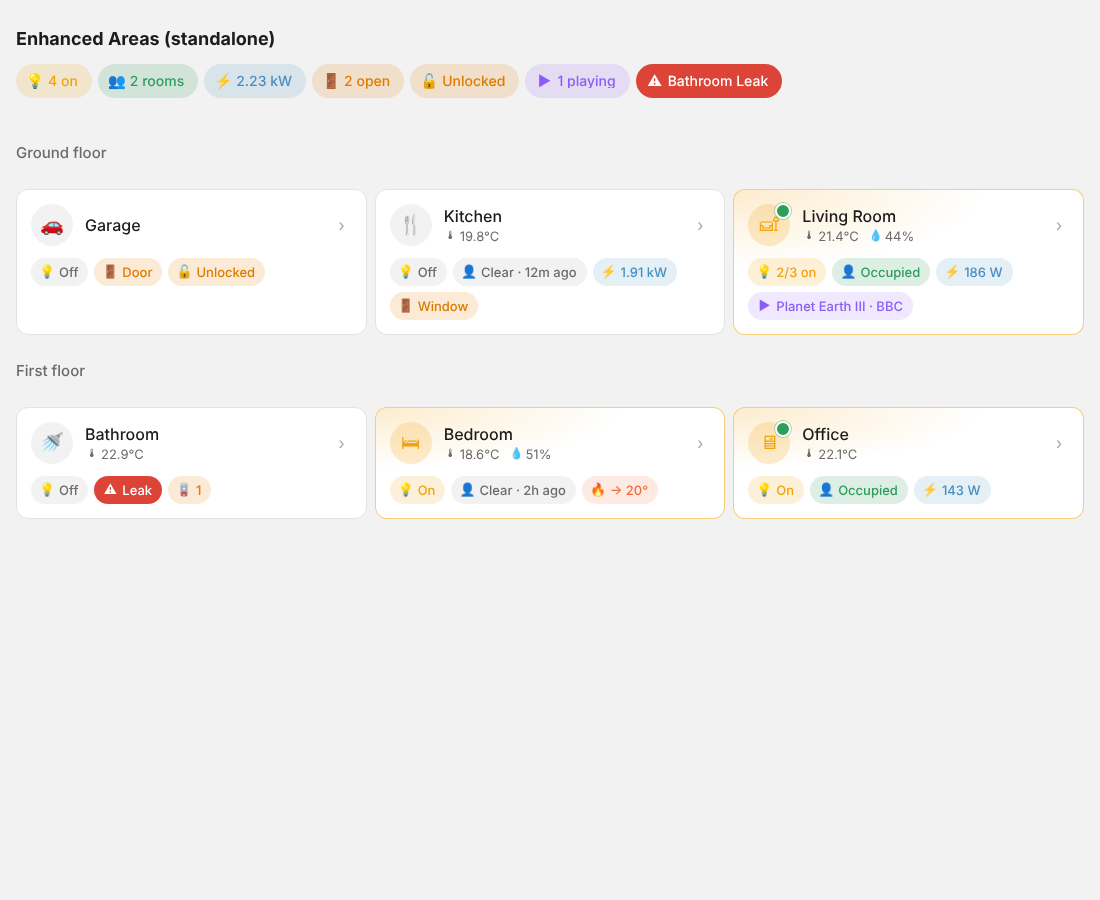 Enhanced Areas (standalone)
4 on 2 rooms 2.23 kW 2 open Unlocked 1 playing Bathroom Leak
Ground floor
Garage
Off Door Unlocked
Kitchen
19.8°C
Off Clear · 12m ago 1.91 kW
Window
Living Room
21.4°C 44%
2/3 on Occupied 186 W
Planet Earth III · BBC
First floor
Bathroom
22.9°C
Off Leak 1
Bedroom
18.6°C 51%
On Clear · 2h ago → 20°
Office
22.1°C
On Occupied 143 W